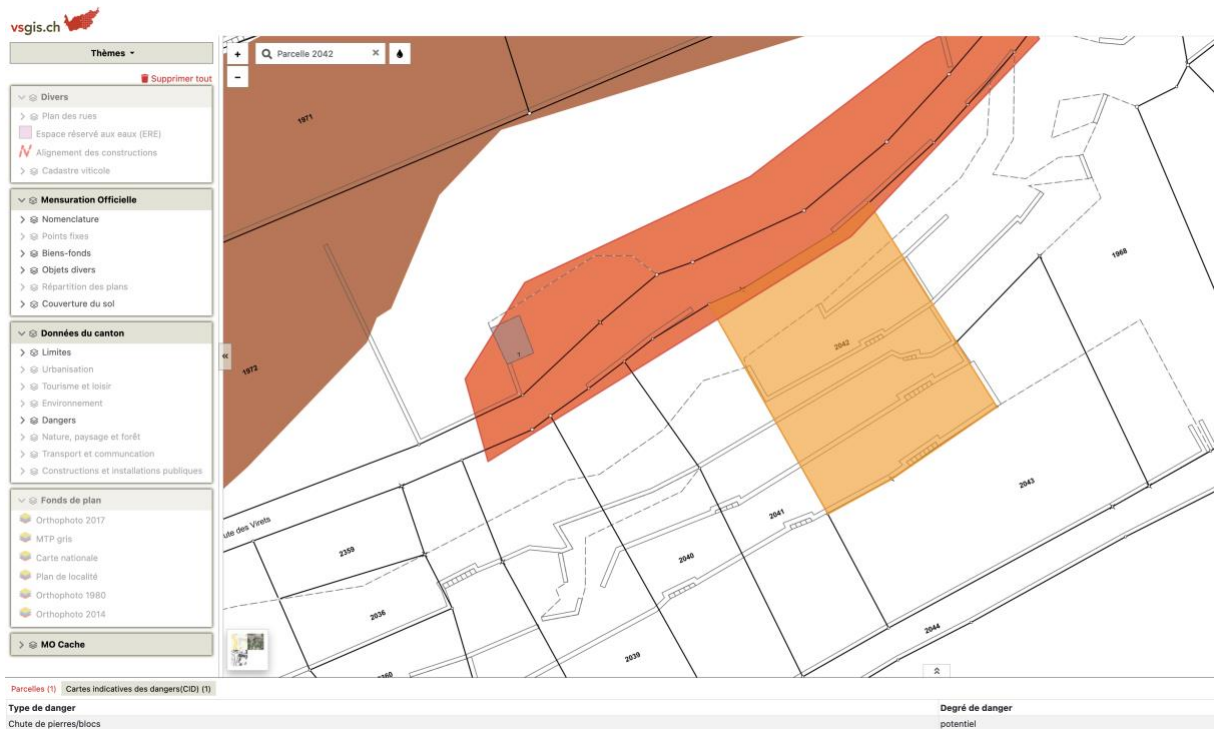 vsgis.ch
Thèmes
Supprimer tout
Divers
Plan des rues
Espace réservé aux eaux (ERE)
Alignement des constructions
Cadastre viticole
Mensuration Officielle
Nomenclature
Points fixes
Biens-fonds
Objets divers
Répartition des plans
Couverture du sol
Données du canton
Limites
Urbanisation
Tourisme et loisir
Environnement
Dangers
Nature, paysage et forêt
Transport et communcation
Constructions et installations publiques
Fonds de plan
Orthophoto 2017
MTP gris
Carte nationale
Plan de localité
Orthophoto 1980
Orthophoto 2014
MO Cache
+
−
Parcelle 2042 ×
«
1971
1972
7
1968
2042
2043
2041
2040
2039
2044
ute des Virets
2359
2036
2360
Parcelles (1) Cartes indicatives des dangers(CID) (1)
Type de danger Degré de danger
Chute de pierres/blocs potentiel